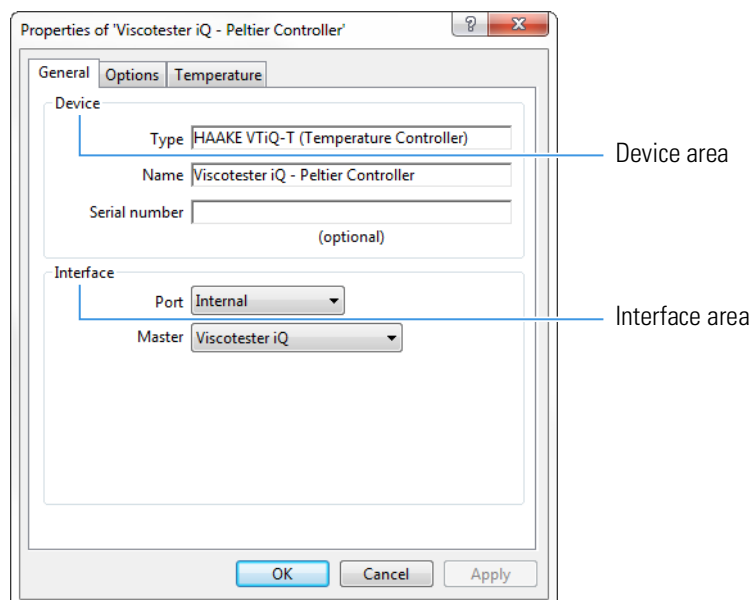 Properties of 'Viscotester iQ - Peltier Controller'
General Options Temperature
Device
Type HAAKE VTiQ-T (Temperature Controller)
Device area
Name Viscotester iQ - Peltier Controller
Serial number
(optional)
Interface
Port Internal
Interface area
Master Viscotester iQ
OK Cancel Apply